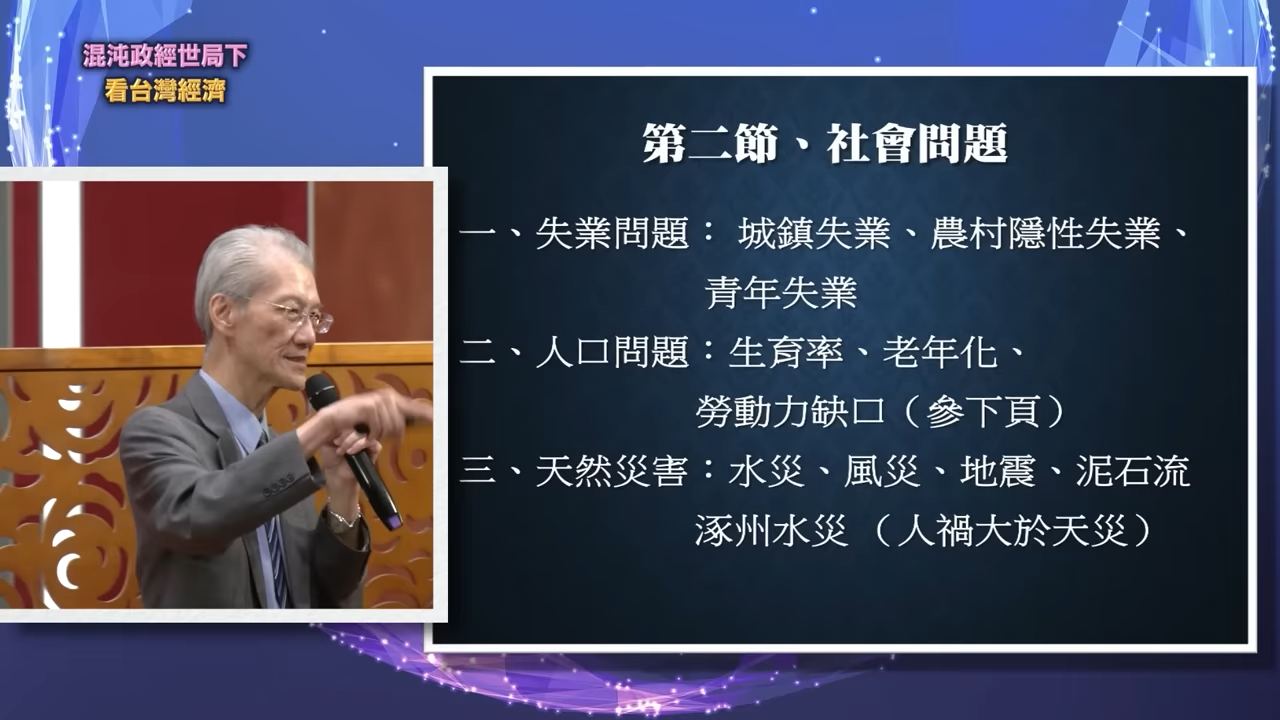 混沌政經世局下
看台灣經濟
第二節、社會問題
一、失業問題： 城鎮失業、農村隱性失業、
青年失業
二、人口問題：生育率、老年化、
勞動力缺口（參下頁）
三、天然災害：水災、風災、地震、泥石流
涿州水災 （人禍大於天災）